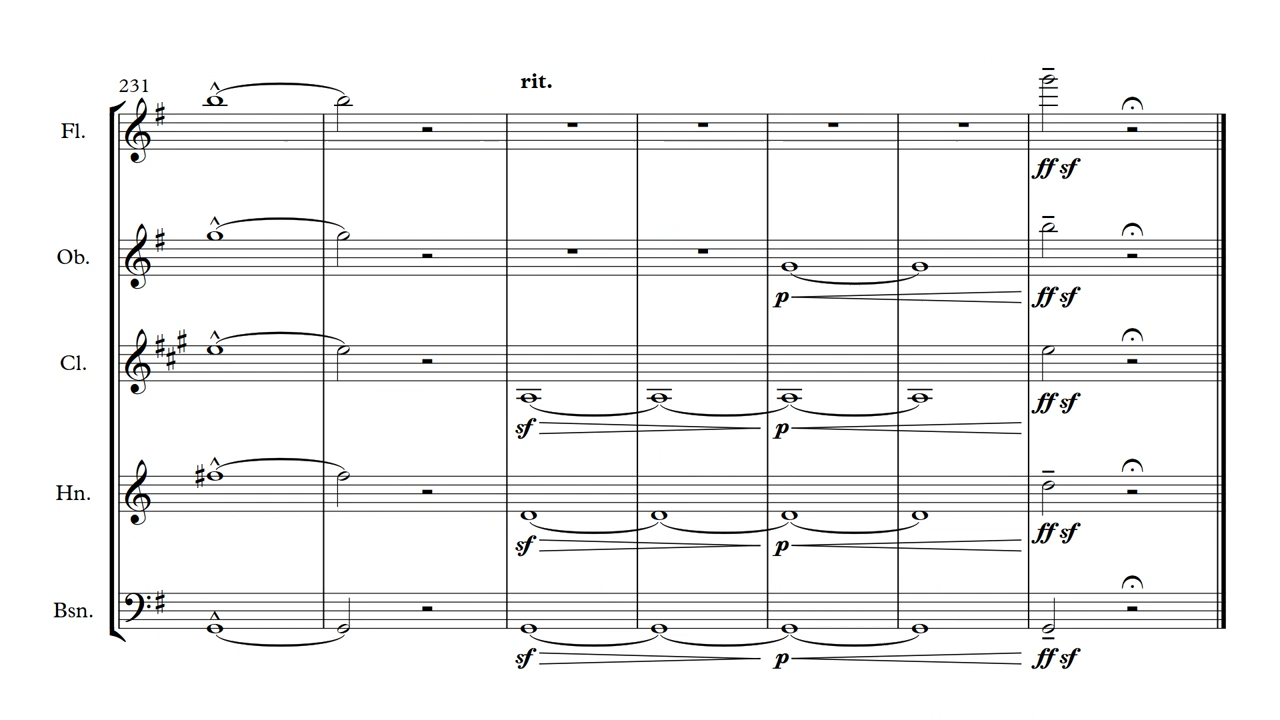 231
rit.
Fl.
ff sf
Ob.
p ff sf
Cl.
sf p ff sf
Hn.
sf p ff sf
Bsn.
sf p ff sf